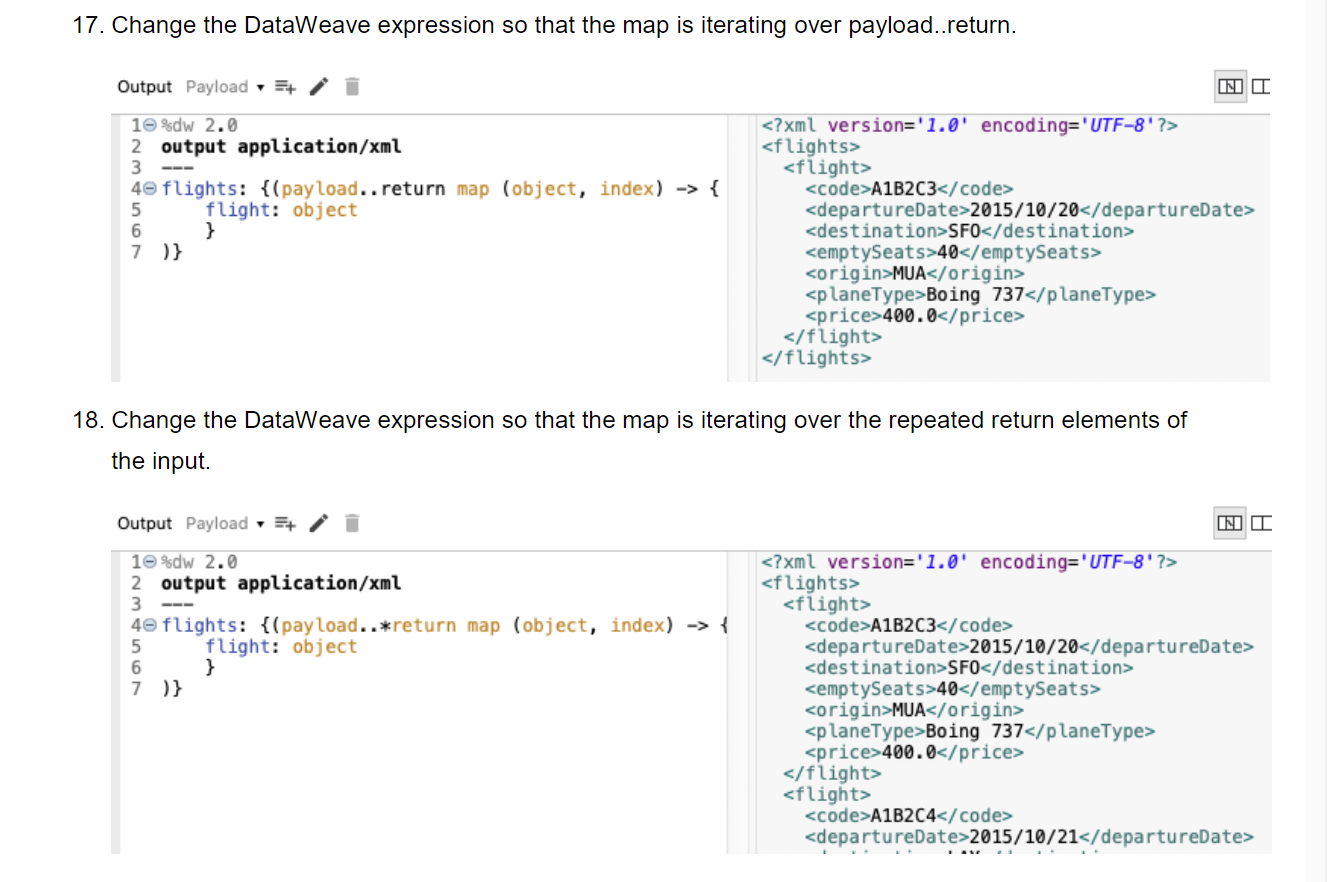 17. Change the DataWeave expression so that the map is iterating over payload..return.
Output Payload
1 %dw 2.0
2 output application/xml
3 ---
4 flights: {(payload..return map (object, index) -> {
5 flight: object
6 }
7 )}
<?xml version='1.0' encoding='UTF-8'?>
<flights>
<flight>
<code>A1B2C3</code>
<departureDate>2015/10/20</departureDate>
<destination>SFO</destination>
<emptySeats>40</emptySeats>
<origin>MUA</origin>
<planeType>Boing 737</planeType>
<price>400.0</price>
</flight>
</flights>
18. Change the DataWeave expression so that the map is iterating over the repeated return elements of
the input.
Output Payload
1 %dw 2.0
2 output application/xml
3 ---
4 flights: {(payload..*return map (object, index) -> {
5 flight: object
6 }
7 )}
<?xml version='1.0' encoding='UTF-8'?>
<flights>
<flight>
<code>A1B2C3</code>
<departureDate>2015/10/20</departureDate>
<destination>SFO</destination>
<emptySeats>40</emptySeats>
<origin>MUA</origin>
<planeType>Boing 737</planeType>
<price>400.0</price>
</flight>
<flight>
<code>A1B2C4</code>
<departureDate>2015/10/21</departureDate>